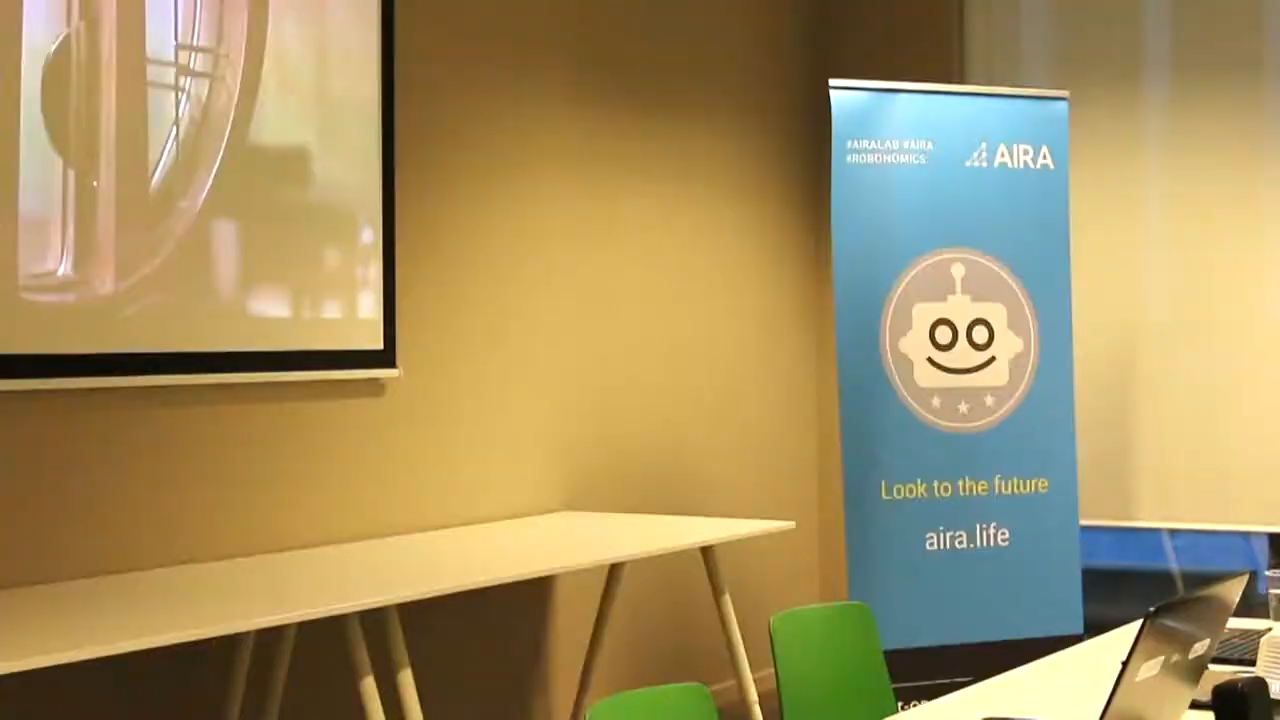 #AIRALAB #AIRA
#ROBONOMICS
AIRA
Look to the future
aira.life